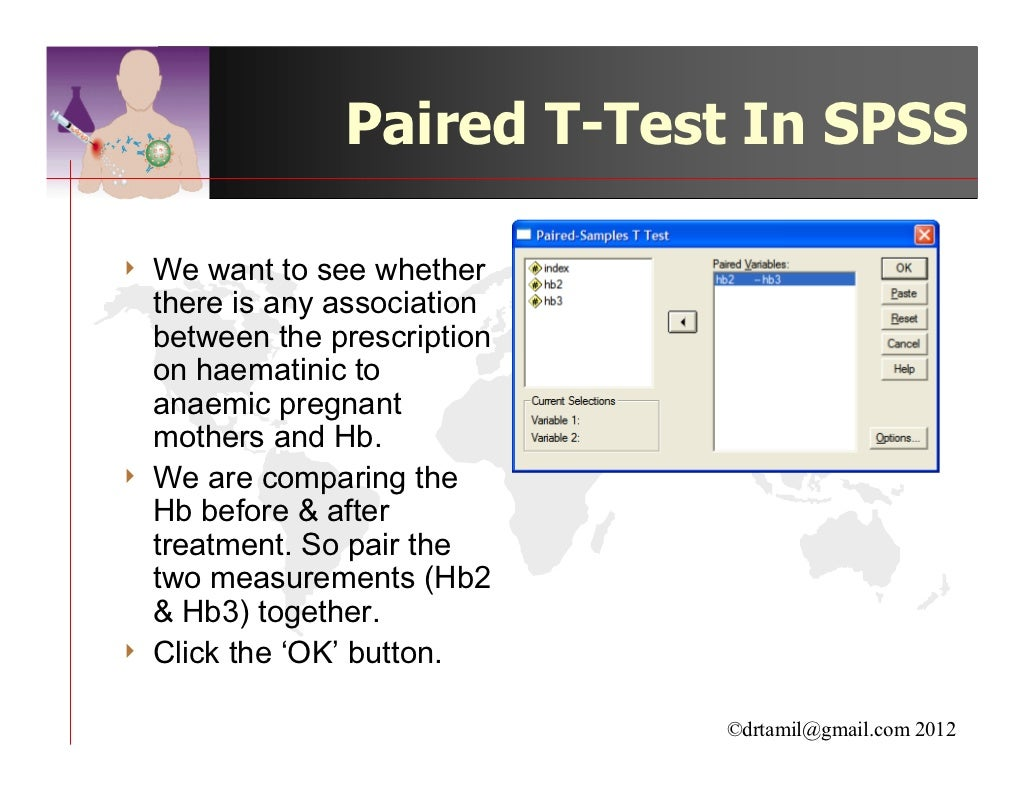 Paired T-Test In SPSS
We want to see whether
there is any association
between the prescription
on haematinic to
anaemic pregnant
mothers and Hb.
We are comparing the
Hb before & after
treatment. So pair the
two measurements (Hb2
& Hb3) together.
Click the ‘OK’ button.
Paired-Samples T Test
index
hb2
hb3
Current Selections
Variable 1:
Variable 2:
Paired Variables:
hb2 -- hb3
OK
Paste
Reset
Cancel
Help
Options...
©drtamil@gmail.com 2012